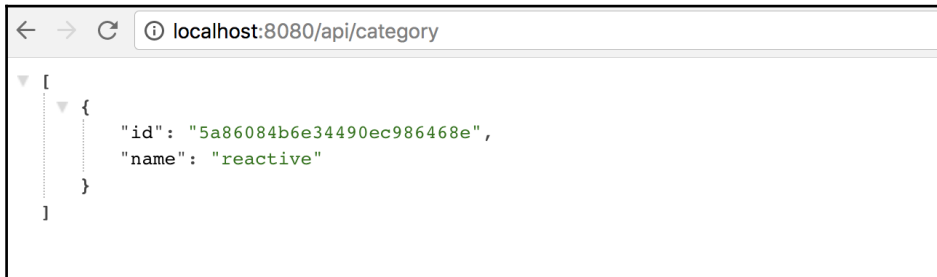 localhost:8080/api/category
[
{
"id": "5a86084b6e34490ec986468e",
"name": "reactive"
}
]